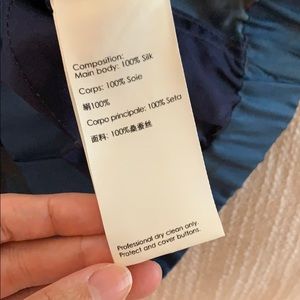 Composition:
Main body: 100% Silk
Corps: 100% Soie
絹100%
Corpo principale: 100% Seta
面料: 100%桑蚕丝
Professional dry clean only.
Protect and cover buttons.